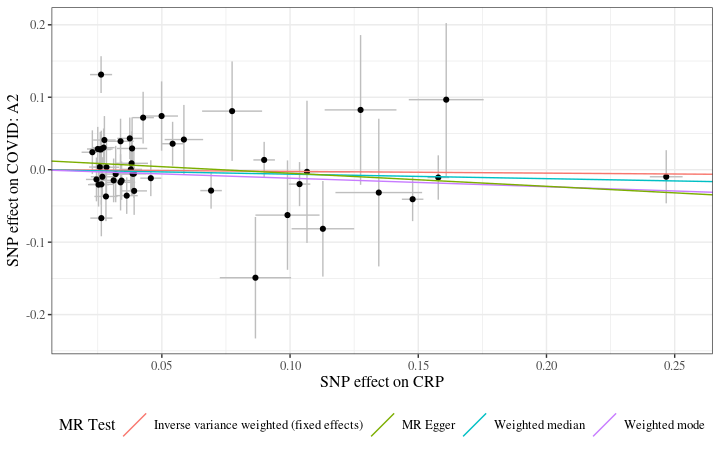 0.2
0.1
0.0
-0.1
-0.2
SNP effect on COVID: A2
0.05
0.10
0.15
0.20
0.25
SNP effect on CRP
MR Test
Inverse variance weighted (fixed effects)
MR Egger
Weighted median
Weighted mode